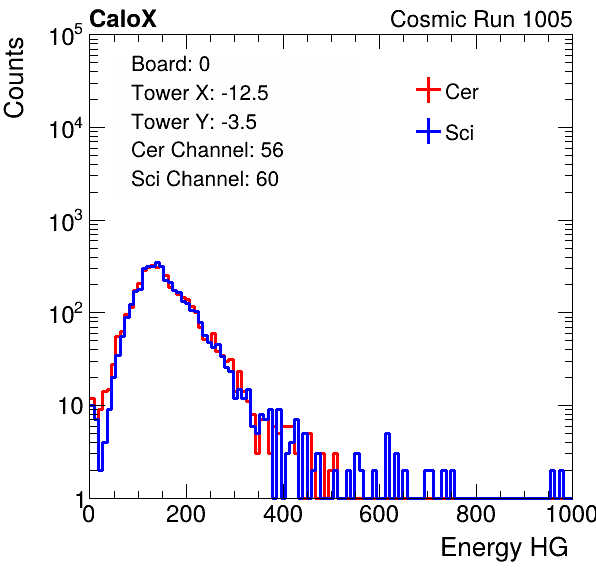 CaloX Cosmic Run 1005
Counts
10^5
10^4
10^3
10^2
10
1
Board: 0
Tower X: -12.5
Tower Y: -3.5
Cer Channel: 56
Sci Channel: 60
Cer
Sci
0 200 400 600 800 1000
Energy HG